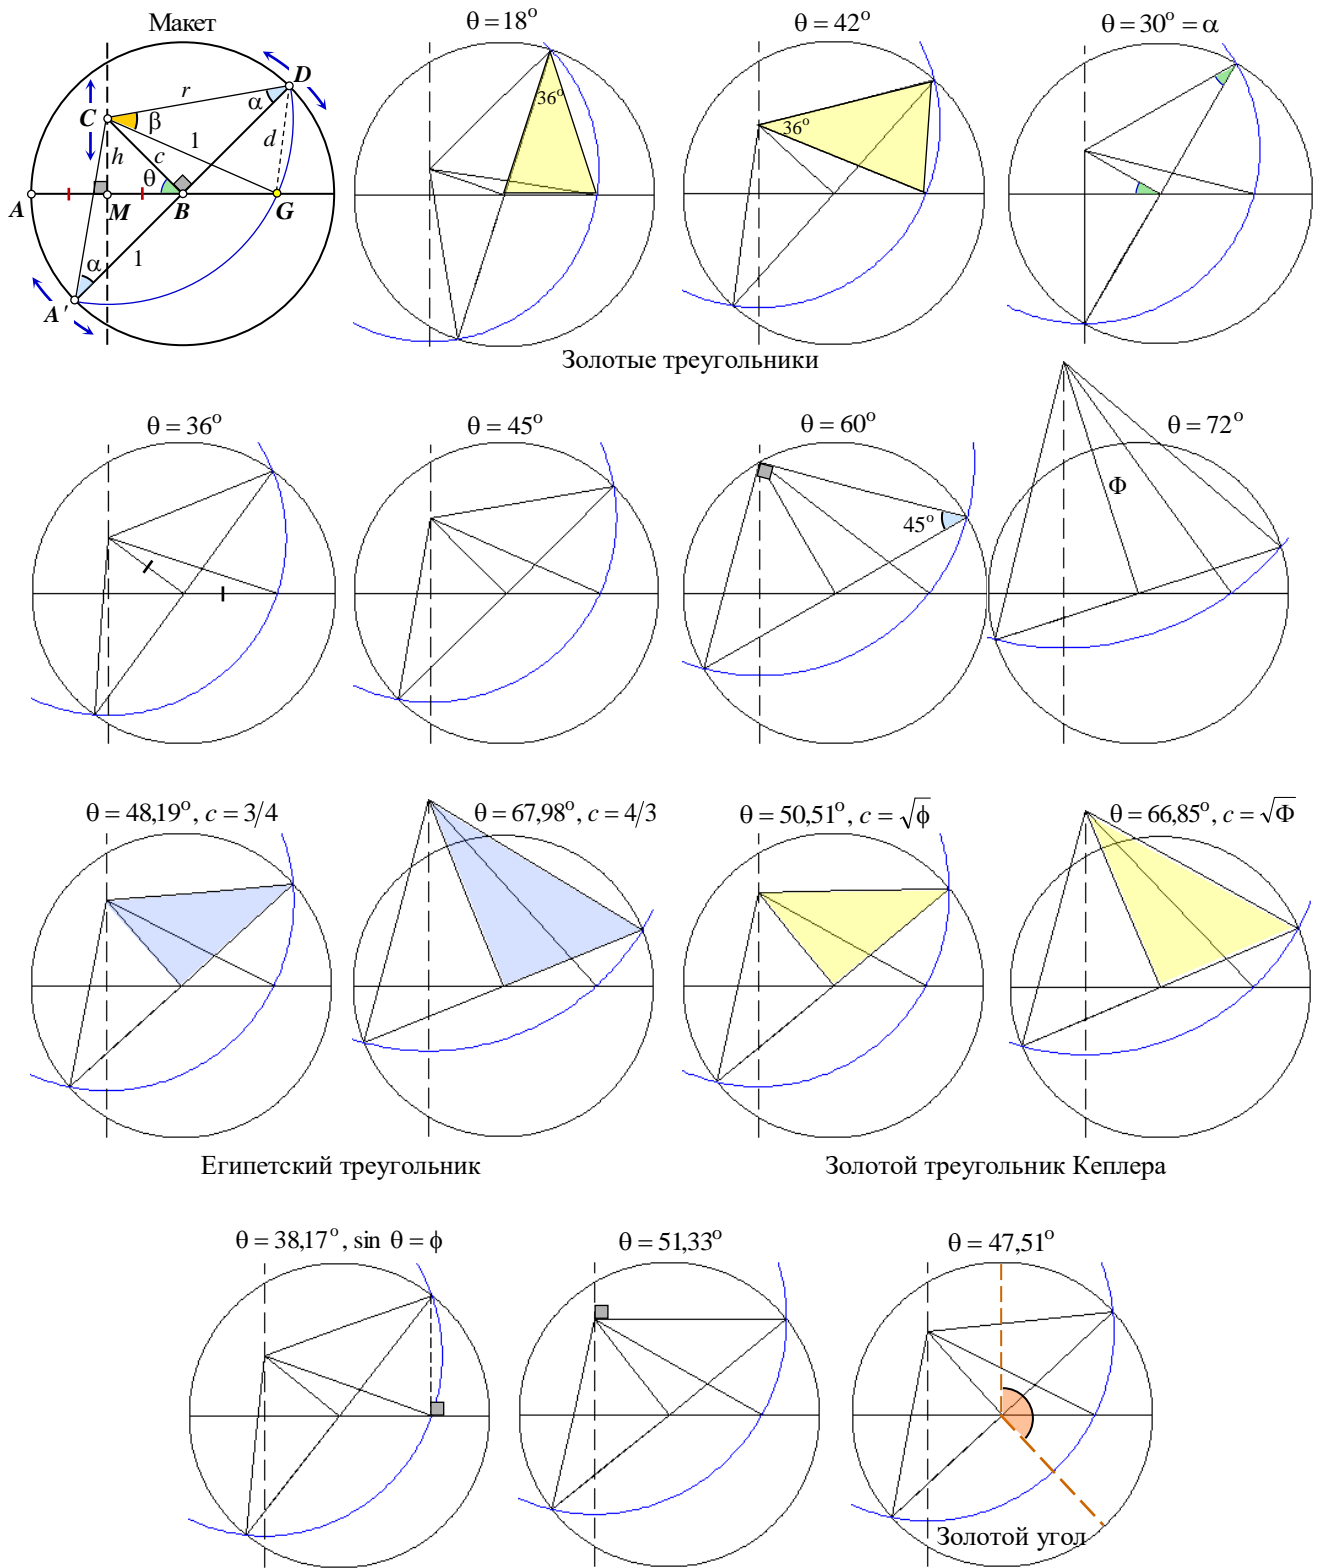 Макет
θ = 18°
θ = 42°
θ = 30° = α
D
r
α
C
β
1
h
c
d
θ
36°
36°
A
M
B
G
α
1
A'
Золотые треугольники
θ = 36°
θ = 45°
θ = 60°
θ = 72°
Φ
45°
θ = 48,19°, c = 3/4
θ = 67,98°, c = 4/3
θ = 50,51°, c = √ϕ
θ = 66,85°, c = √Φ
Египетский треугольник
Золотой треугольник Кеплера
θ = 38,17°, sin θ = ϕ
θ = 51,33°
θ = 47,51°
Золотой угол